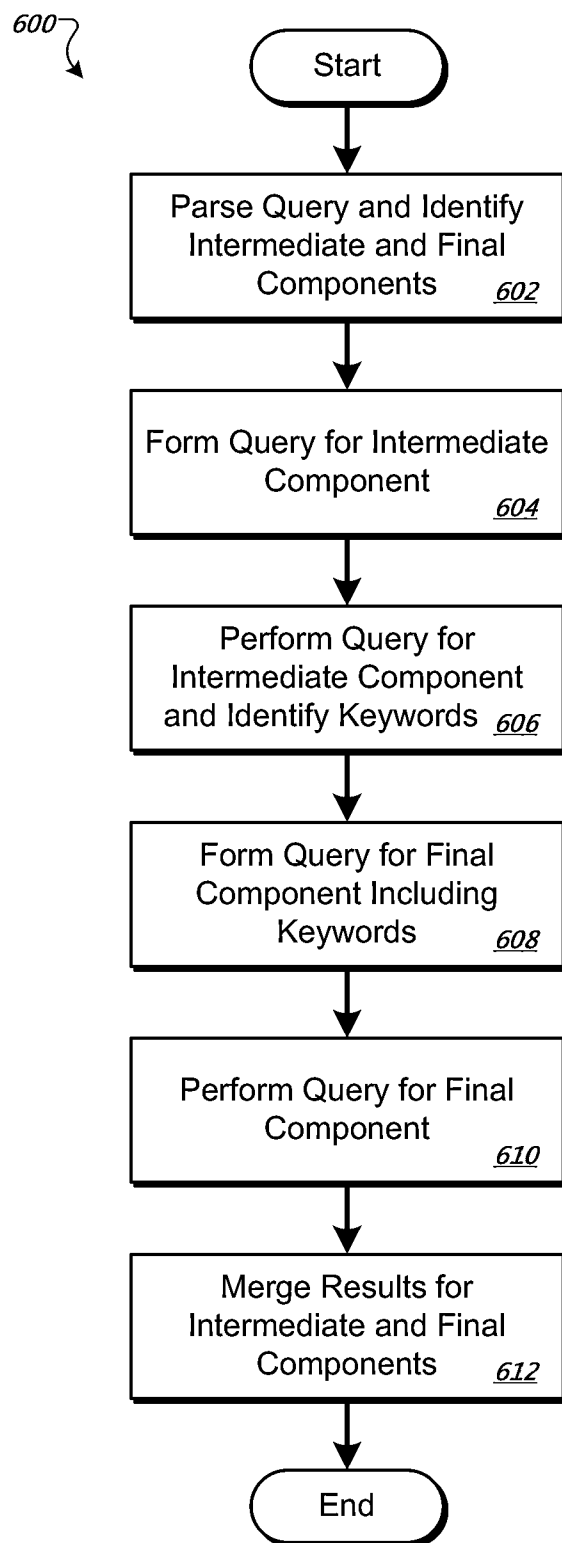 600
Start
Parse Query and Identify
Intermediate and Final
Components
602
Form Query for Intermediate
Component
604
Perform Query for
Intermediate Component
and Identify Keywords
606
Form Query for Final
Component Including
Keywords
608
Perform Query for Final
Component
610
Merge Results for
Intermediate and Final
Components
612
End